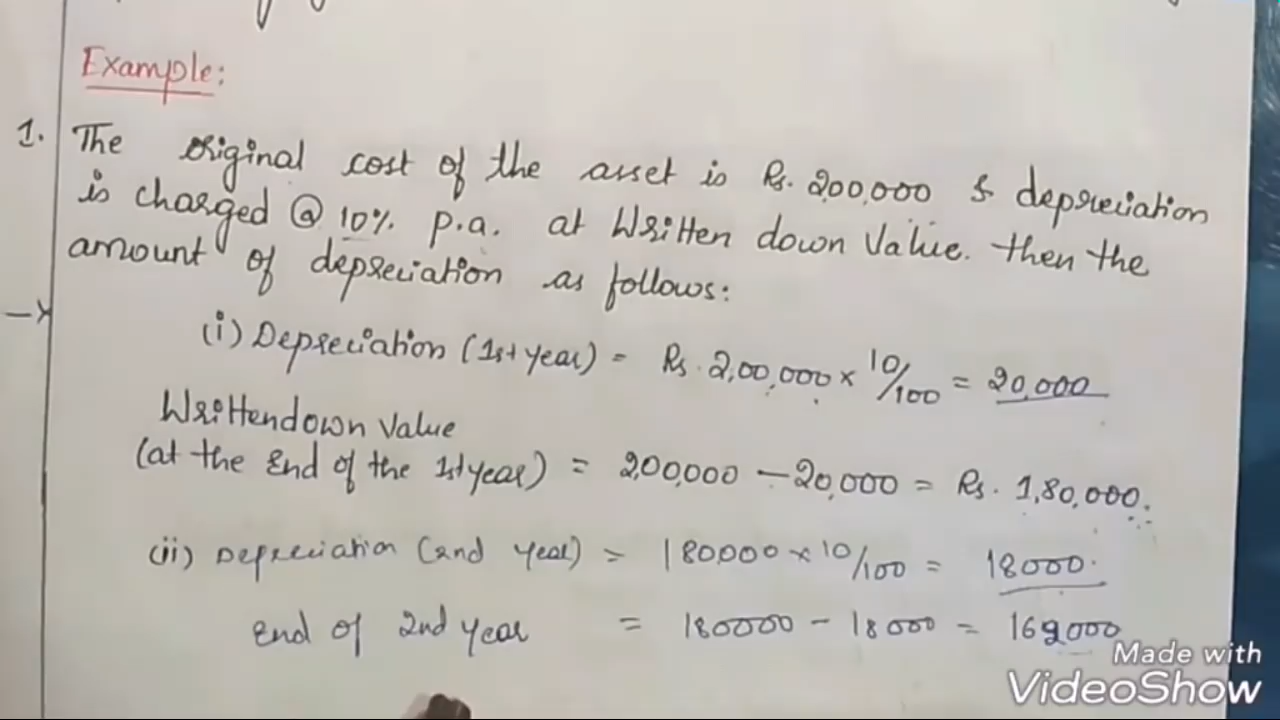 Example:
1. The original cost of the asset is Rs. 200,000 & depreciation
is charged @ 10% p.a. at Written down Value. then the
amount of depreciation as follows:
(i) Depreciation (1st year) = Rs. 2,00,000 × 10/100 = 20,000
Writtendown Value
(at the End of the 1st year) = 2,00,000 — 20,000 = Rs. 1,80,000.
(ii) Depreciation (2nd year) = 180000 × 10/100 = 18000.
End of 2nd year = 180000 - 18000 = 162000
Made with
VideoShow